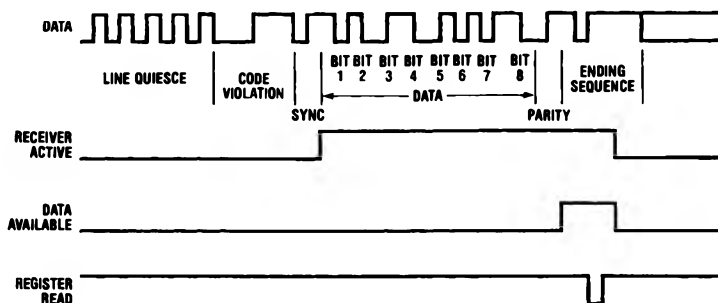 DATA
BIT BIT BIT BIT BIT BIT BIT BIT
1 2 3 4 5 6 7 8
LINE QUIESCE
CODE
VIOLATION
SYNC
DATA
PARITY
ENDING
SEQUENCE
RECEIVER
ACTIVE
DATA
AVAILABLE
REGISTER
READ